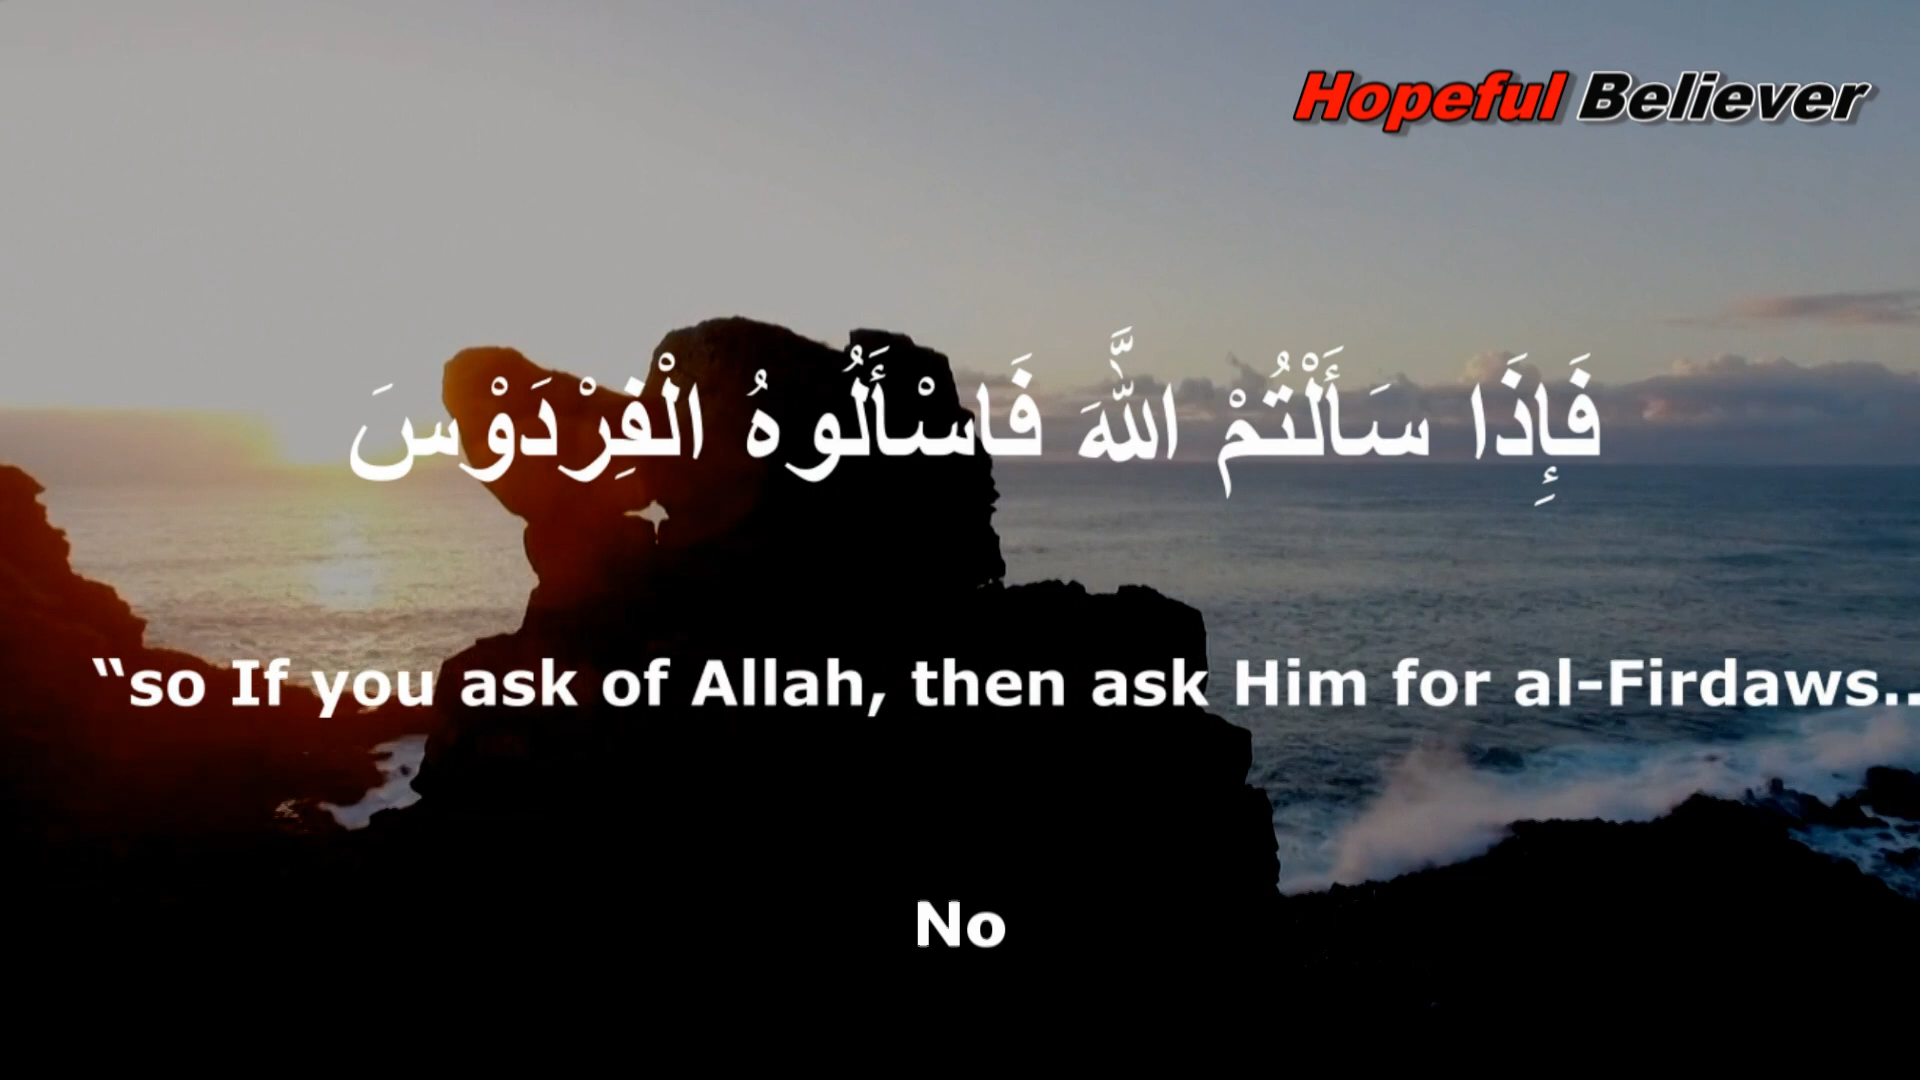 Hopeful Believer
فَإِذَا سَأَلْتُمْ اللَّهَ فَاسْأَلُوهُ الْفِرْدَوْسَ
“so If you ask of Allah, then ask Him for al-Firdaws..
No